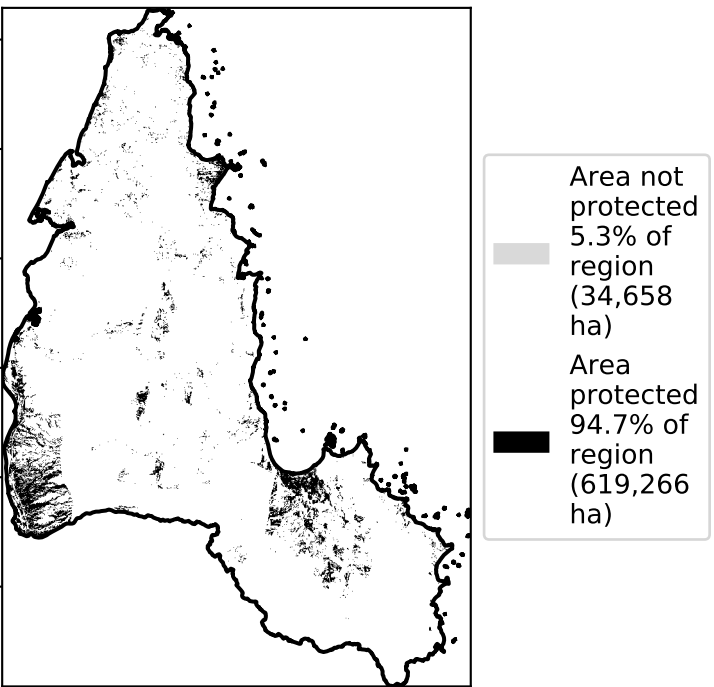 Area not
protected
5.3% of
region
(34,658
ha)
Area
protected
94.7% of
region
(619,266
ha)